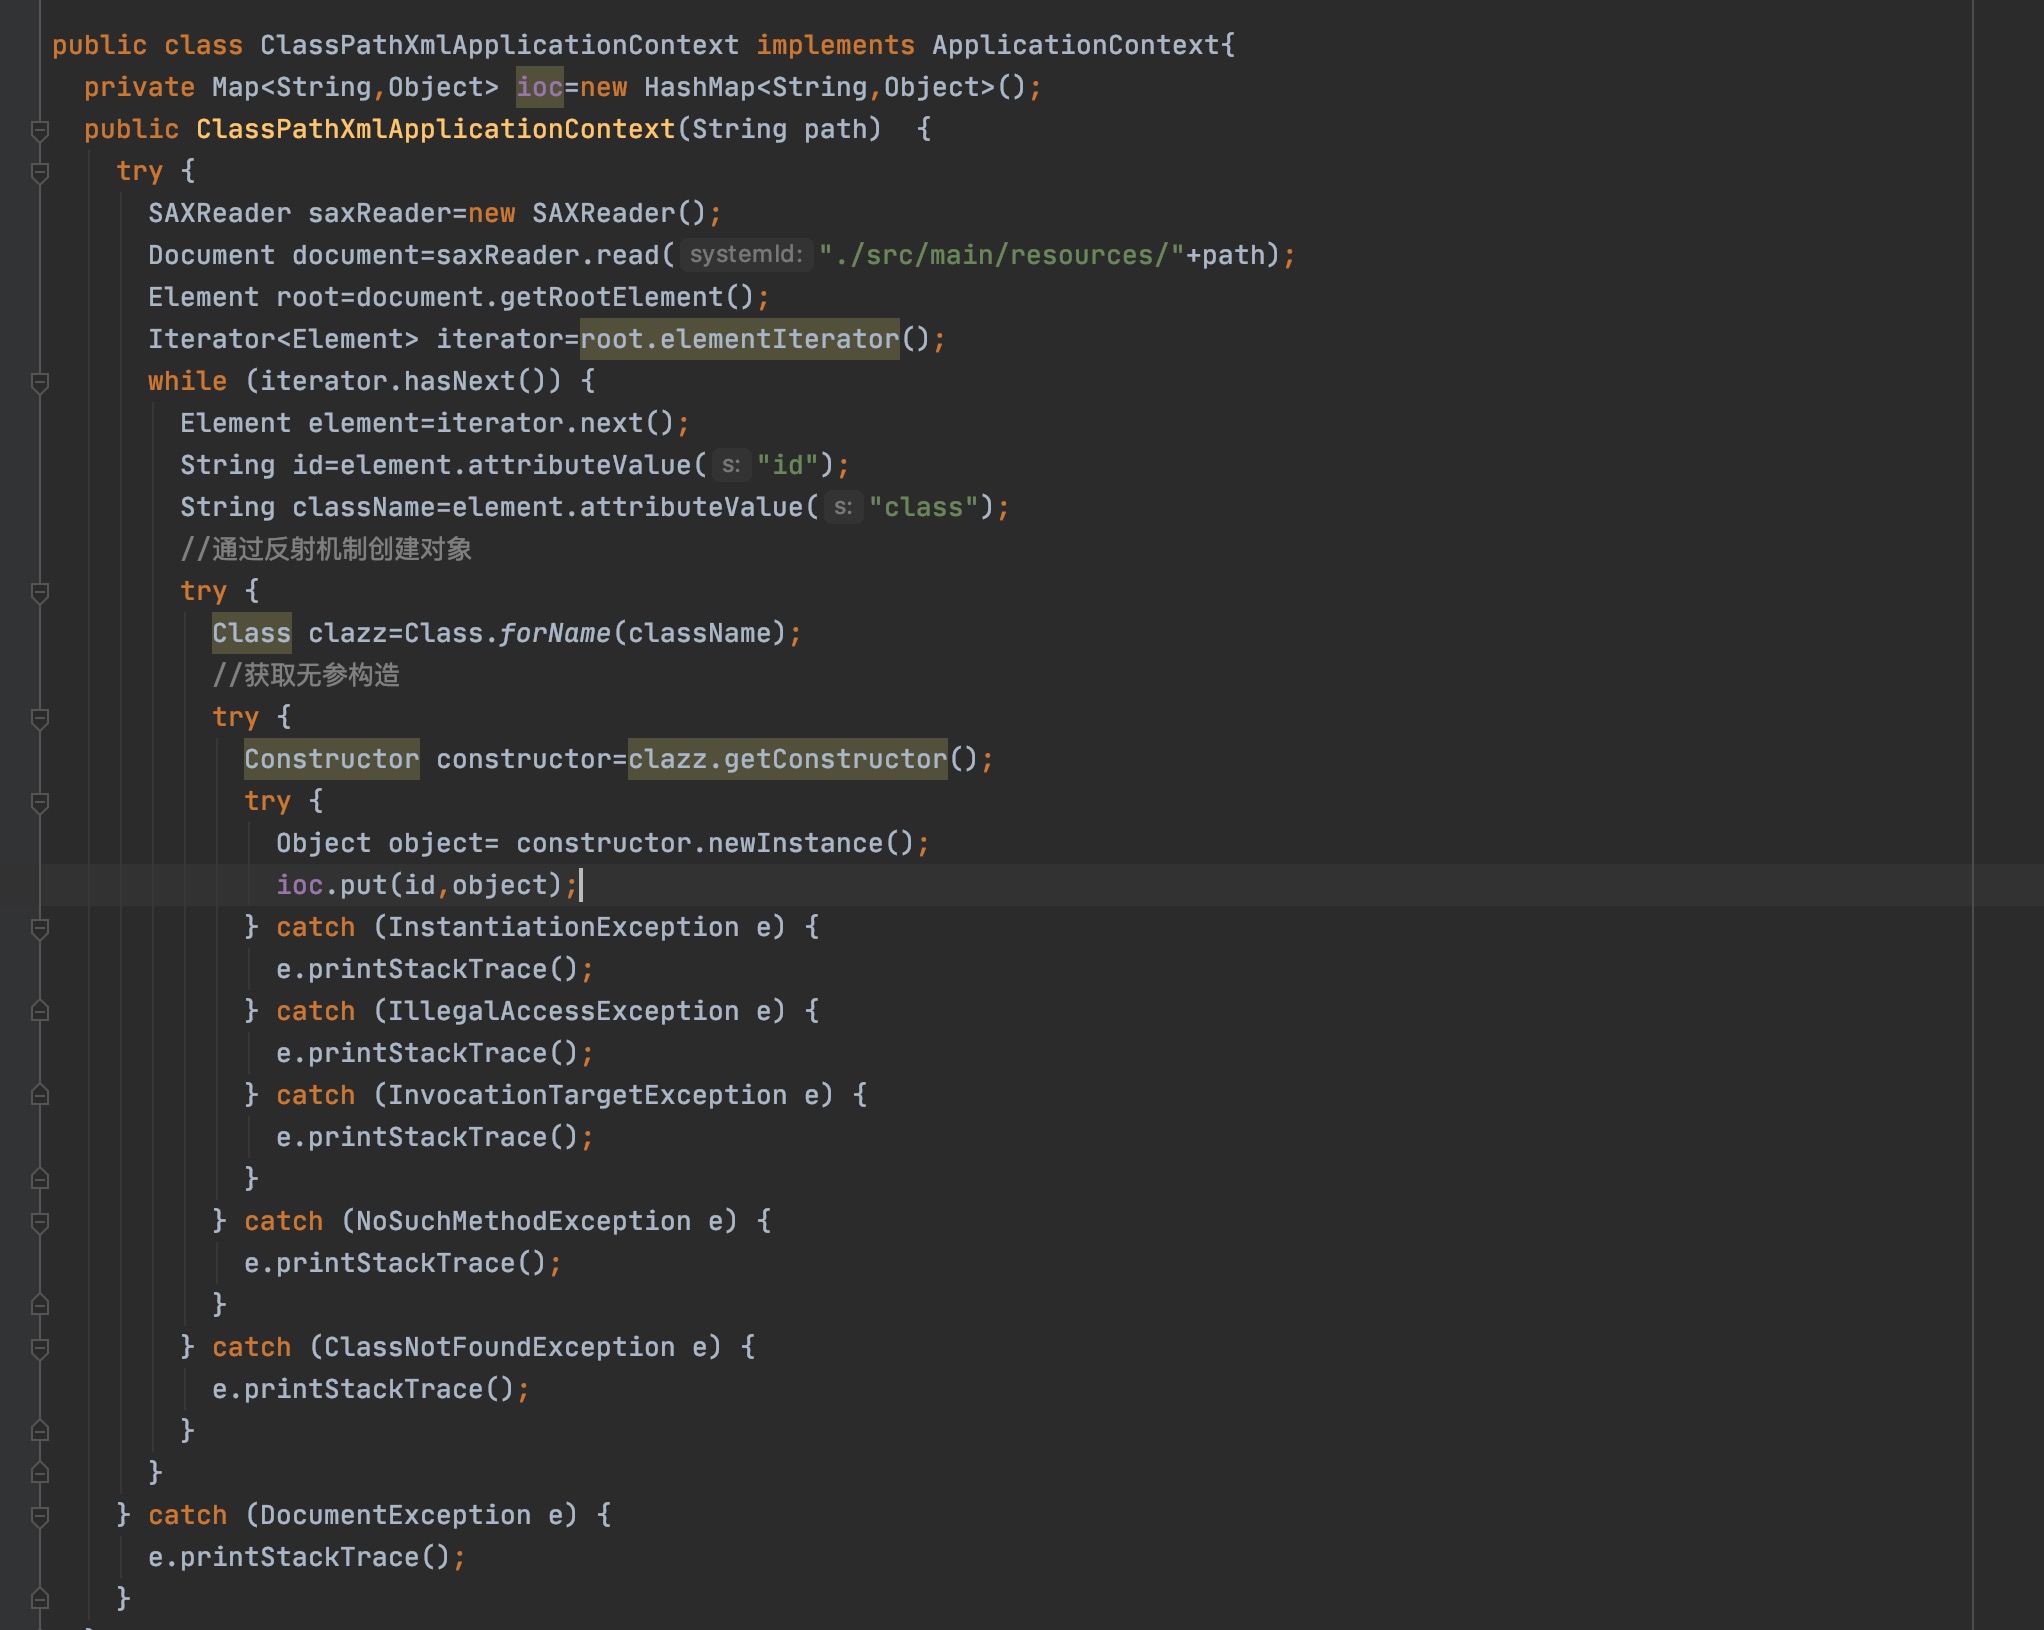 public class ClassPathXmlApplicationContext implements ApplicationContext{
private Map<String,Object> ioc=new HashMap<String,Object>();
public ClassPathXmlApplicationContext(String path)  {
try {
SAXReader saxReader=new SAXReader();
Document document=saxReader.read( systemId: "./src/main/resources/"+path);
Element root=document.getRootElement();
Iterator<Element> iterator=root.elementIterator();
while (iterator.hasNext()) {
Element element=iterator.next();
String id=element.attributeValue( s: "id");
String className=element.attributeValue( s: "class");
//通过反射机制创建对象
try {
Class clazz=Class.forName(className);
//获取无参构造
try {
Constructor constructor=clazz.getConstructor();
try {
Object object= constructor.newInstance();
ioc.put(id,object);
} catch (InstantiationException e) {
e.printStackTrace();
} catch (IllegalAccessException e) {
e.printStackTrace();
} catch (InvocationTargetException e) {
e.printStackTrace();
}
} catch (NoSuchMethodException e) {
e.printStackTrace();
}
} catch (ClassNotFoundException e) {
e.printStackTrace();
}
}
} catch (DocumentException e) {
e.printStackTrace();
}